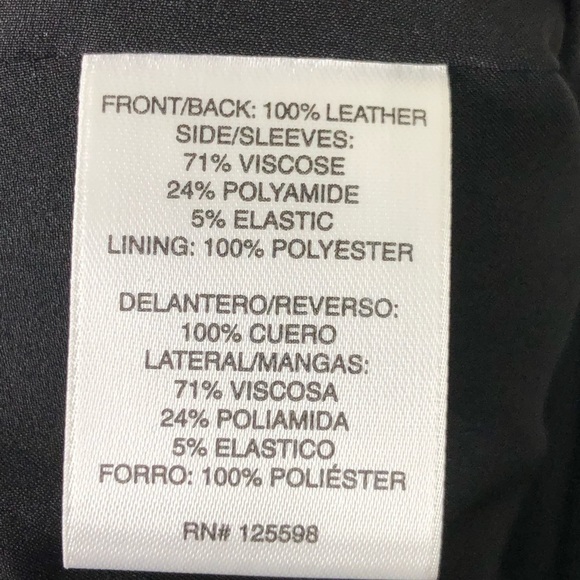 FRONT/BACK: 100% LEATHER
SIDE/SLEEVES:
71% VISCOSE
24% POLYAMIDE
5% ELASTIC
LINING: 100% POLYESTER
DELANTERO/REVERSO:
100% CUERO
LATERAL/MANGAS:
71% VISCOSA
24% POLIAMIDA
5% ELASTICO
FORRO: 100% POLIÉSTER
RN# 125598